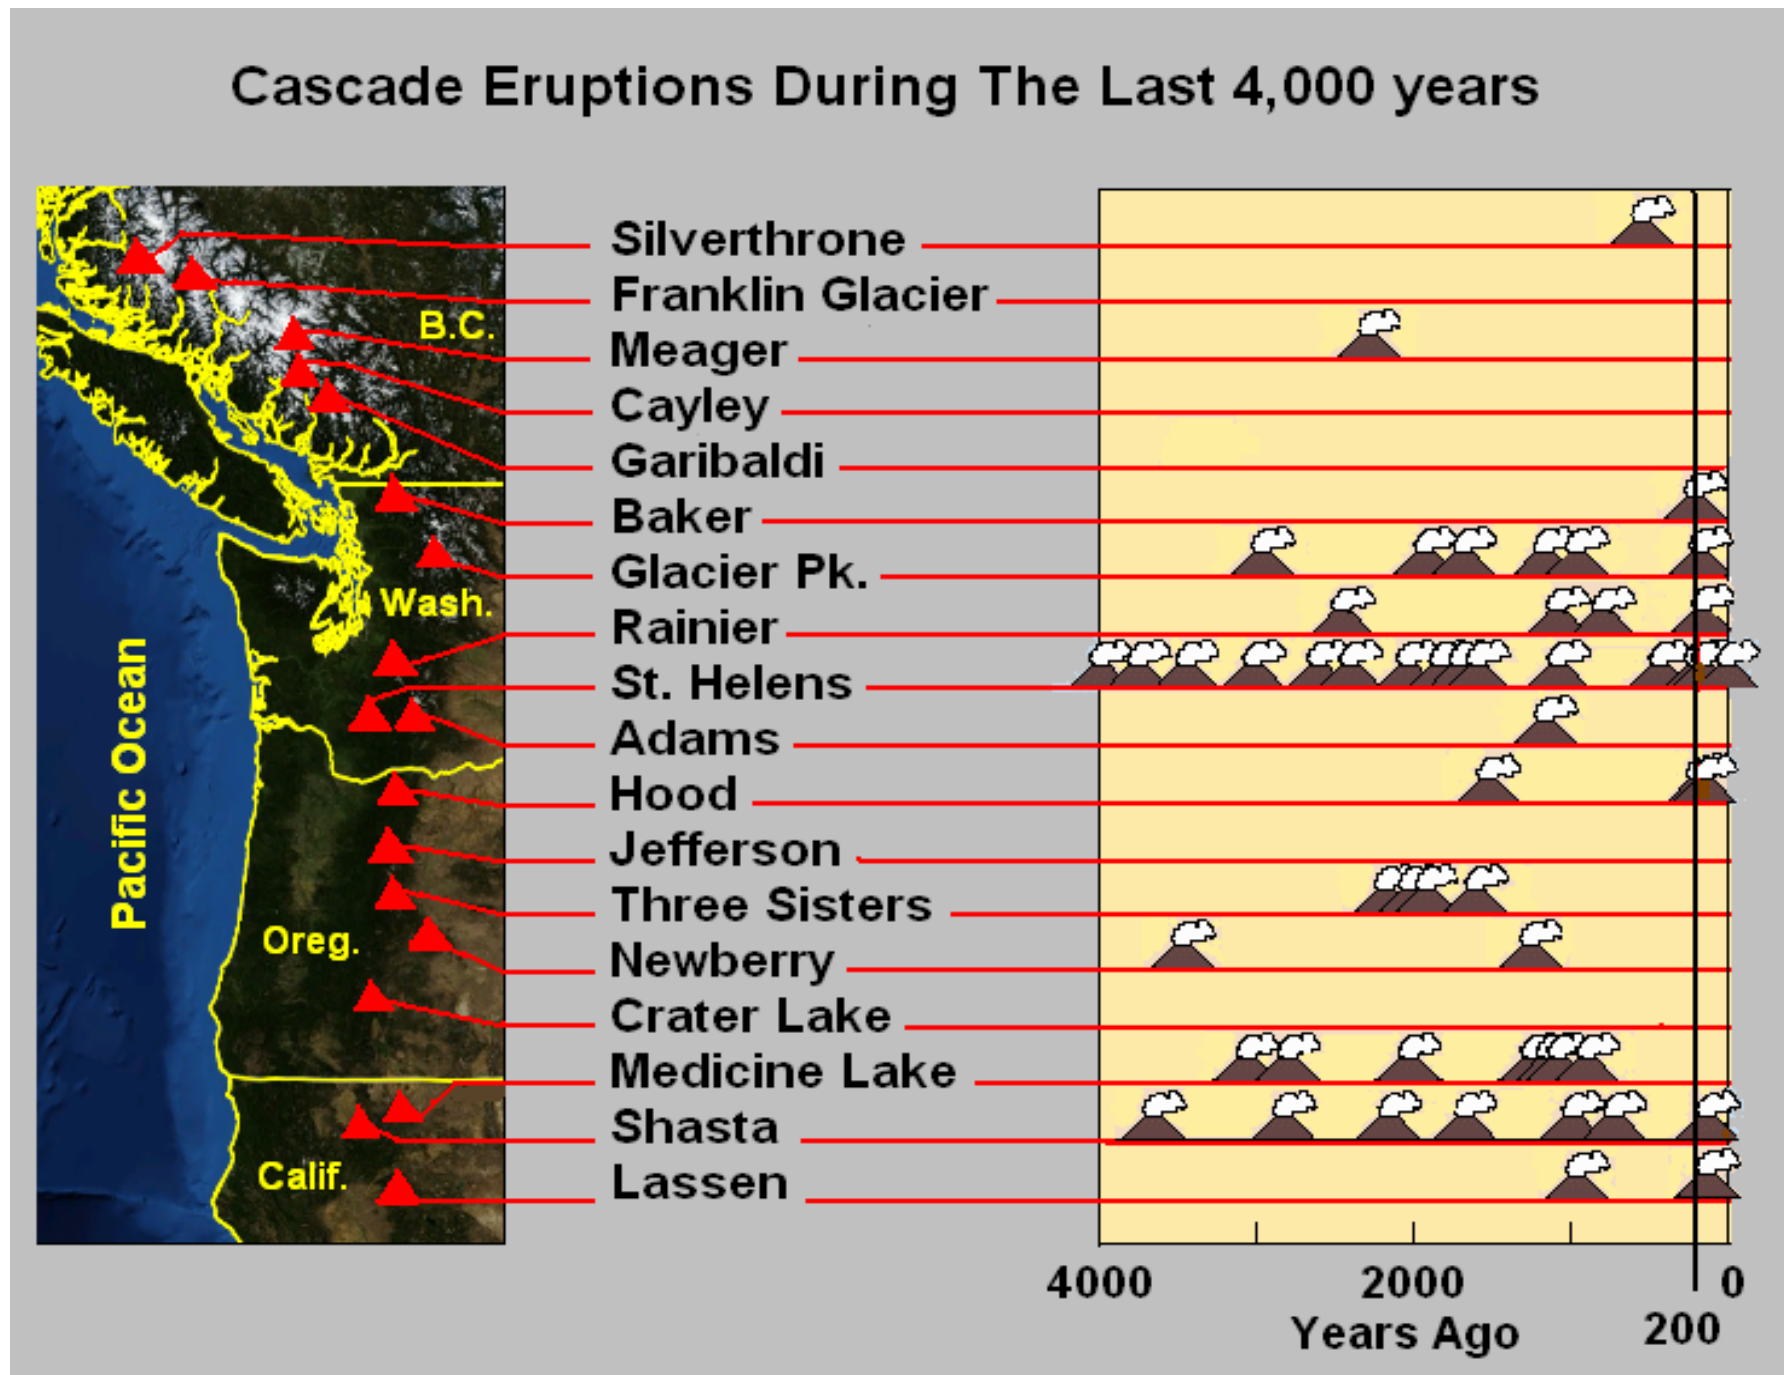 Cascade Eruptions During The Last 4,000 years
Silverthrone
Franklin Glacier
B.C.
Meager
Cayley
Garibaldi
Baker
Glacier Pk.
Wash.
Rainier
St. Helens
Pacific Ocean
Adams
Hood
Jefferson
Three Sisters
Oreg.
Newberry
Crater Lake
Medicine Lake
Shasta
Calif.
Lassen
4000 2000 0
Years Ago 200